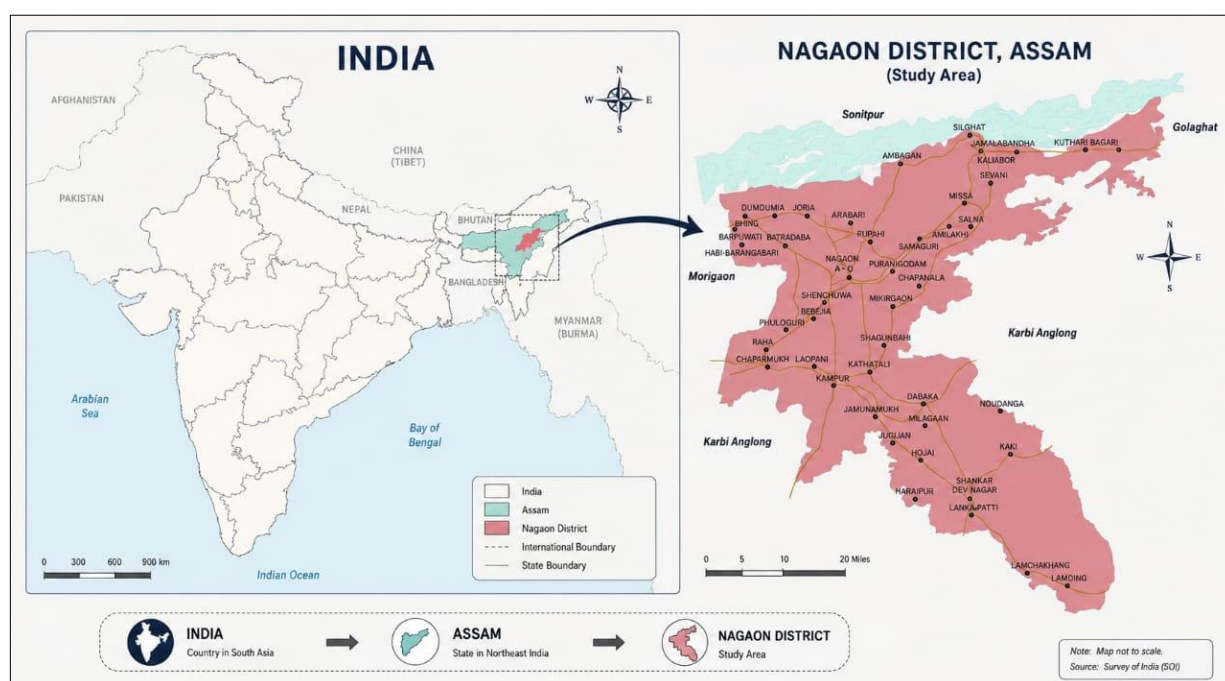 INDIA
N
W E
S
AFGHANISTAN
CHINA
(TIBET)
PAKISTAN
NEPAL
BHUTAN
BANGLADESH
MYANMAR
(BURMA)
Arabian
Sea
Bay of
Bengal
Indian Ocean
0 300 600 900 km
India
Assam
Nagaon District
International Boundary
State Boundary
NAGAON DISTRICT, ASSAM
(Study Area)
Sonitpur
Golaghat
SILGHAT
JAMALABANDHA
KUTHARI BAGARI
AMBAGAN
KALIABOR
SEVANI
MISSA
DUMDUMIA JORIA
ARABARI
BHING
SALNA
BARPUWATI BATRADABA
RUPAHI
AMILAKHI
HABI-BARANGABARI
SAMAGURI
N
W E
S
NAGAON
A - O
PURANIGODAM
Morigaon
CHAPANALA
SHENCHUWA
MIKIRGAON
BEBEJIA
PHULOGURI
Karbi Anglong
RAHA
SHAGUNBAHI
CHAPARMUKH LAOPANI
KATHATALI
KAMPUR
DABAKA
NOUDANGA
JAMUNAMUKH
MILAGAAN
Karbi Anglong
JUGIJAN
HOJAI
KAKI
SHANKAR
DEV NAGAR
HARAIPUR
LANKA-PATTI
LAMCHAKHANG
LAMDING
0 5 10 20 Miles
INDIA
Country in South Asia
ASSAM
State in Northeast India
NAGAON DISTRICT
Study Area
Note: Map not to scale.
Source: Survey of India (SOI)